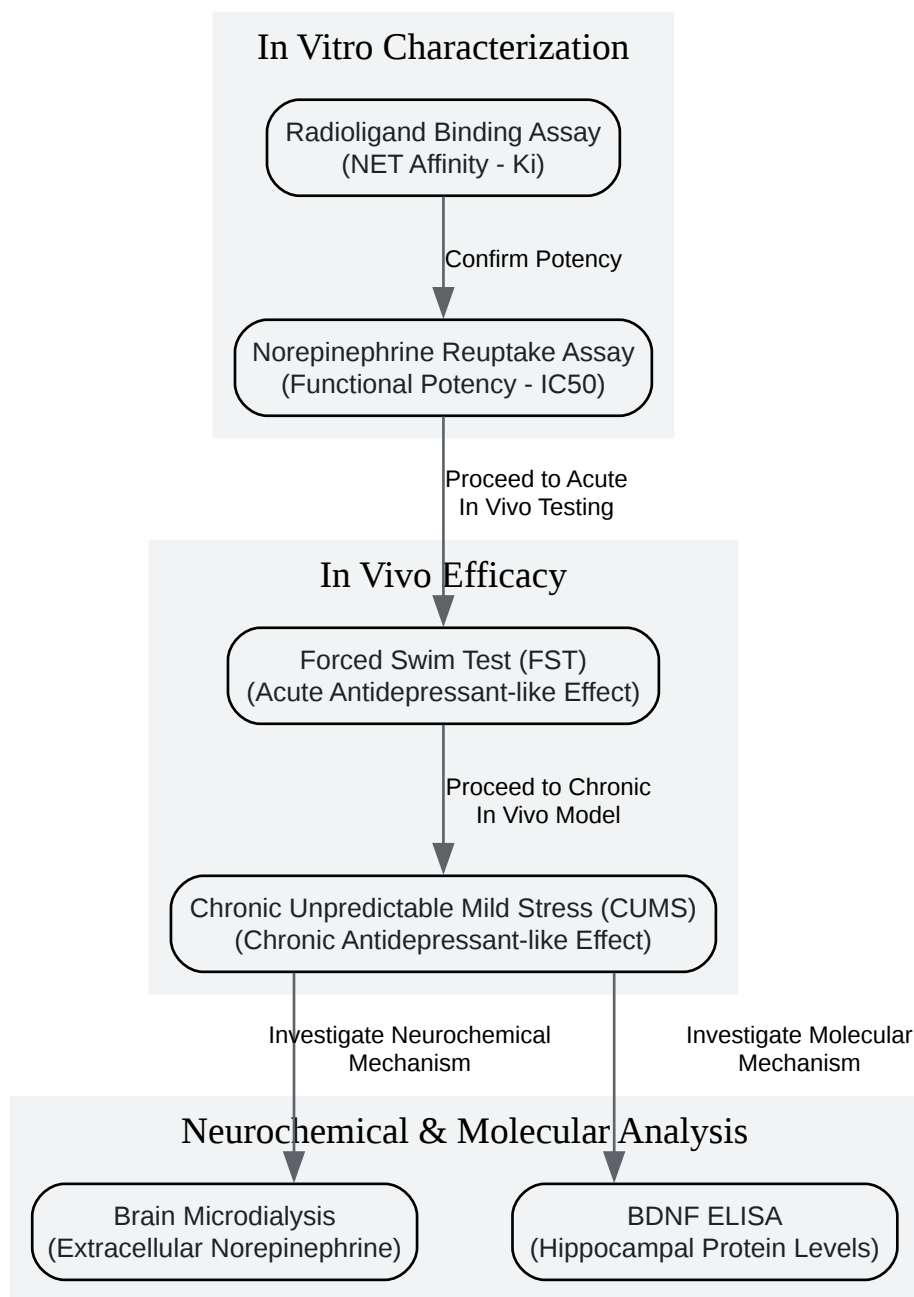 In Vitro Characterization
Radioligand Binding Assay
(NET Affinity - Ki)
Confirm Potency
Norepinephrine Reuptake Assay
(Functional Potency - IC50)
Proceed to Acute
In Vivo Testing
In Vivo Efficacy
Forced Swim Test (FST)
(Acute Antidepressant-like Effect)
Proceed to Chronic
In Vivo Model
Chronic Unpredictable Mild Stress (CUMS)
(Chronic Antidepressant-like Effect)
Investigate Neurochemical
Mechanism
Investigate Molecular
Mechanism
Neurochemical & Molecular Analysis
Brain Microdialysis
(Extracellular Norepinephrine)
BDNF ELISA
(Hippocampal Protein Levels)